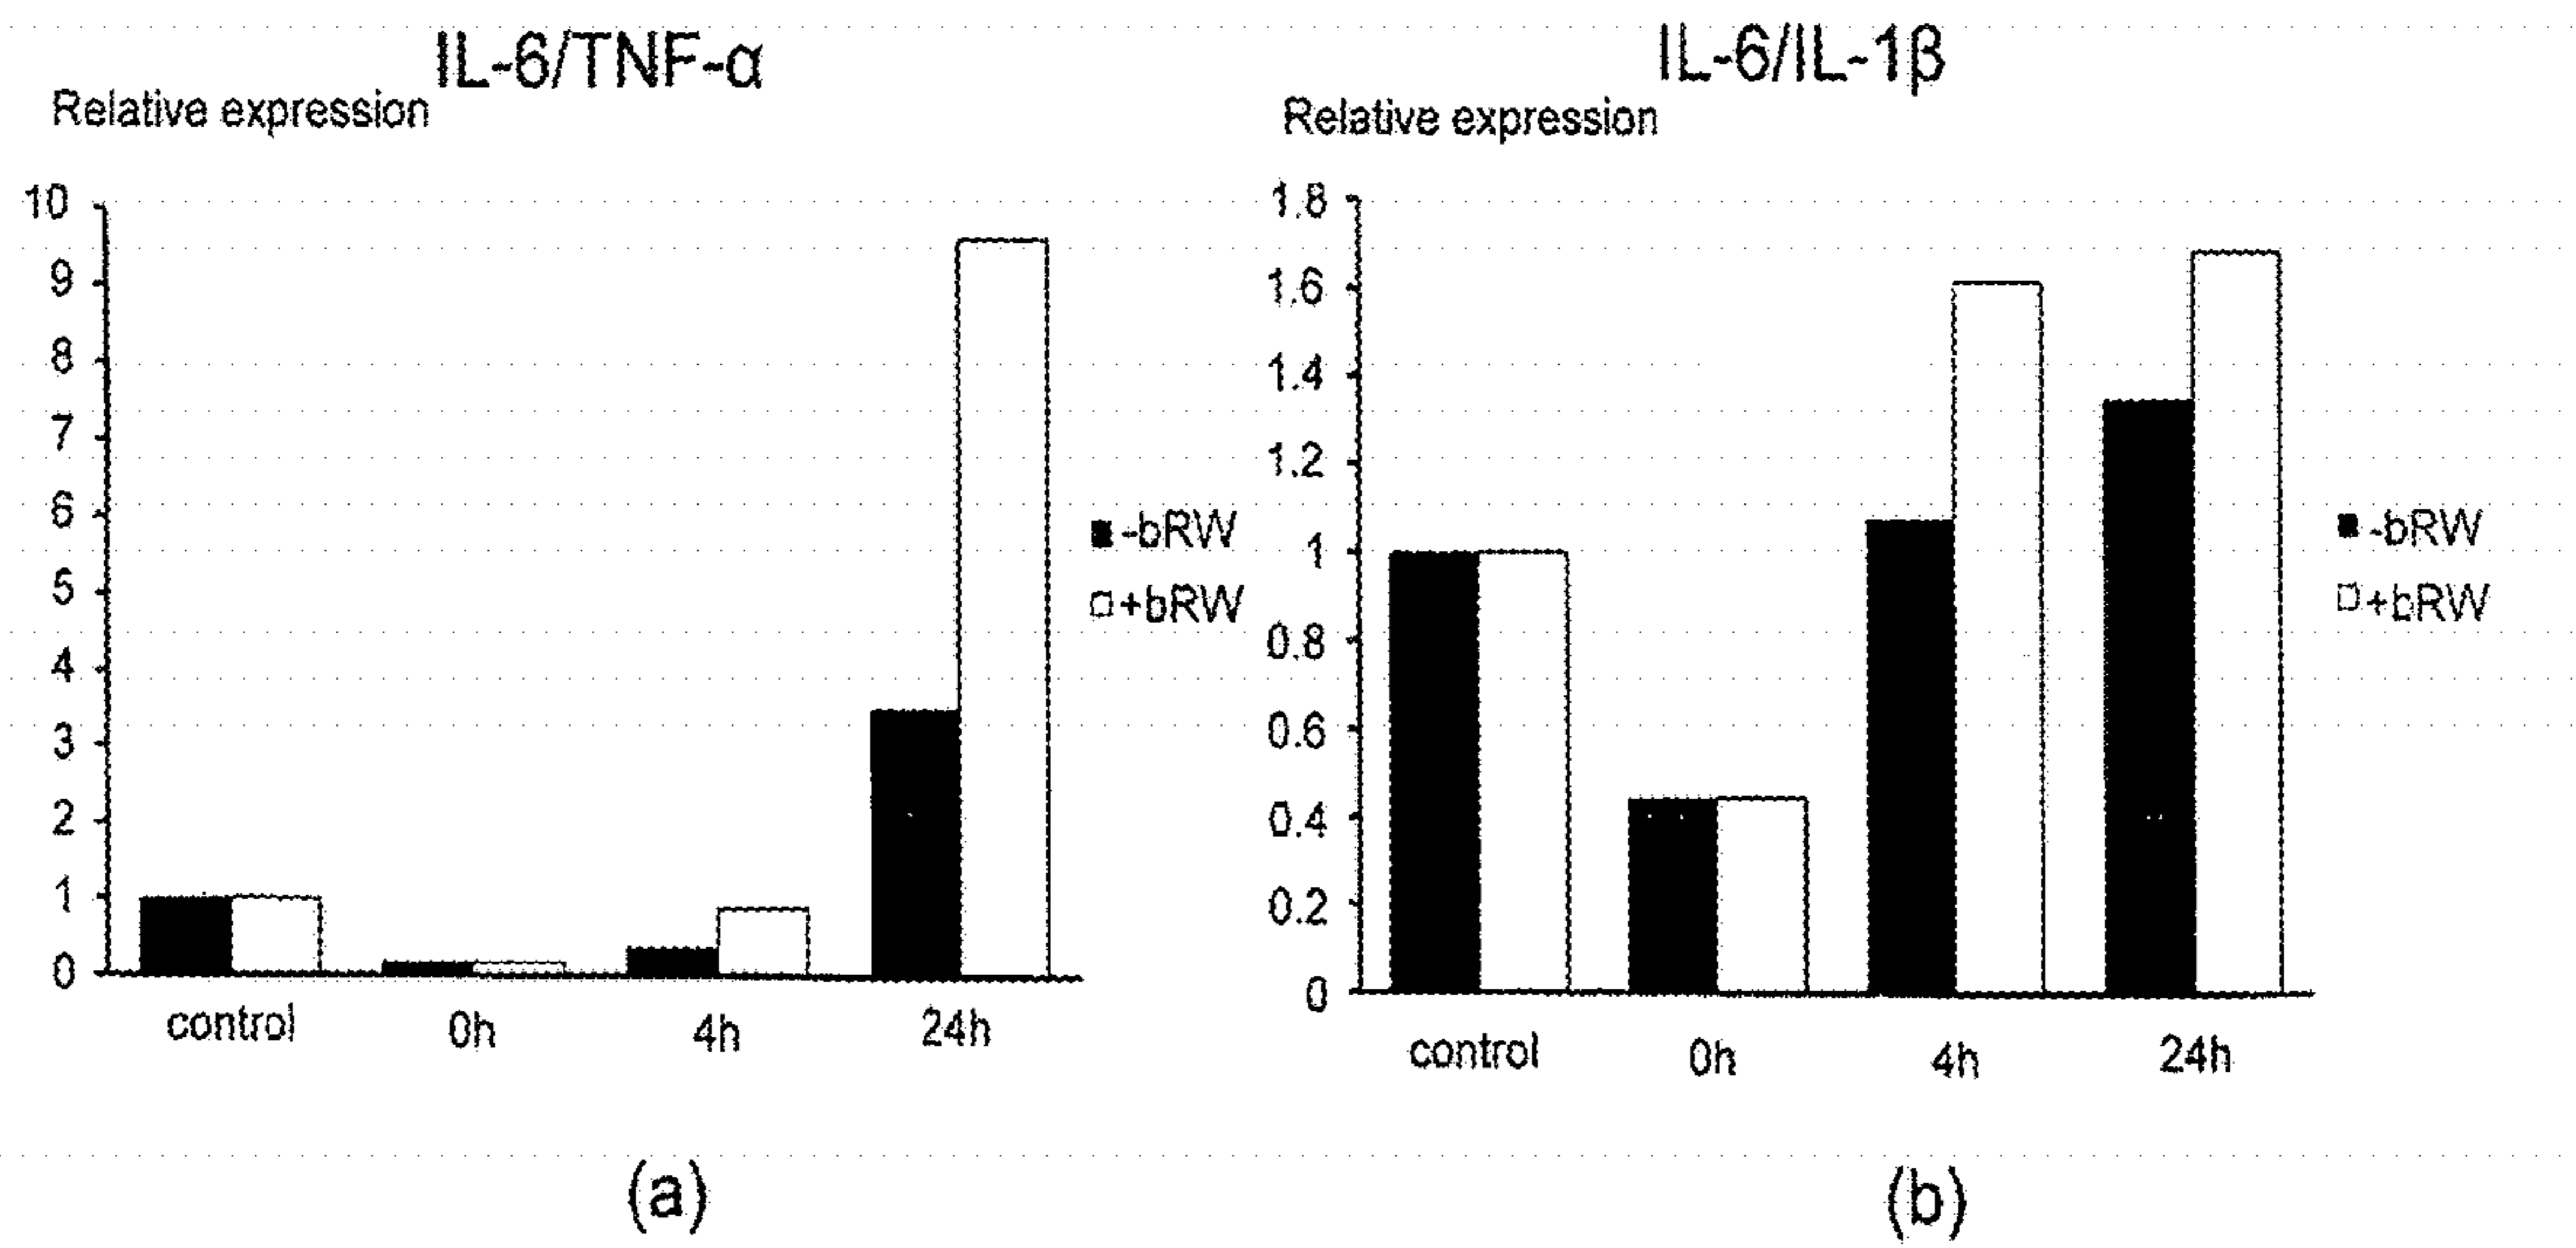 IL-6/TNF-α
Relative expression
10
9
8
7
6
5
4
3
2
1
0
control 0h 4h 24h
-bRW
+bRW
(a)
IL-6/IL-1β
Relative expression
1.8
1.6
1.4
1.2
1
0.8
0.6
0.4
0.2
0
control 0h 4h 24h
-bRW
+bRW
(b)